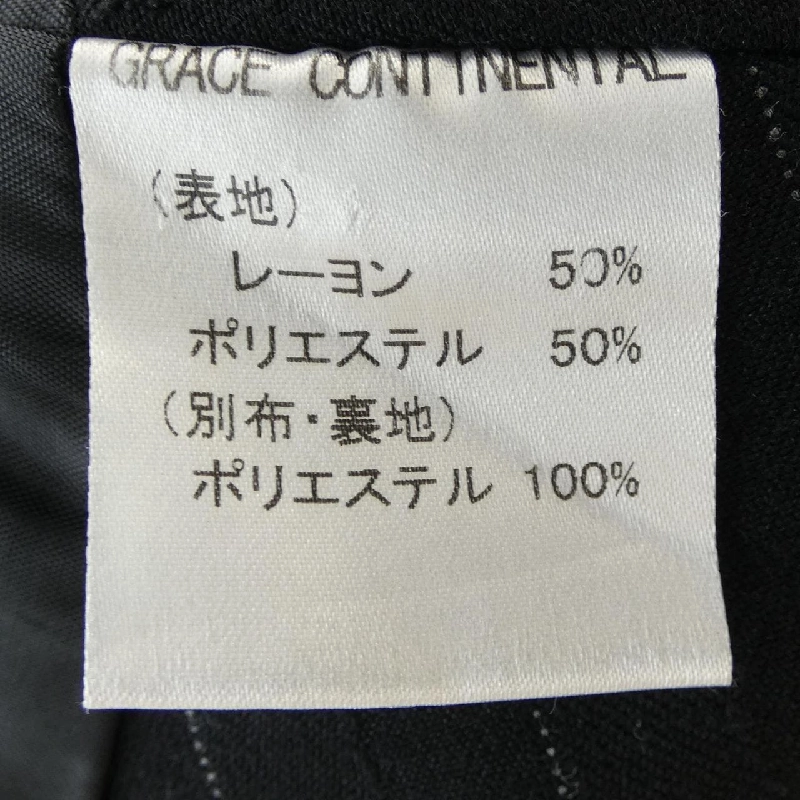 GRACE CONTINENTAL
(表地)
レーヨン 50%
ポリエステル 50%
(別布・裏地)
ポリエステル 100%